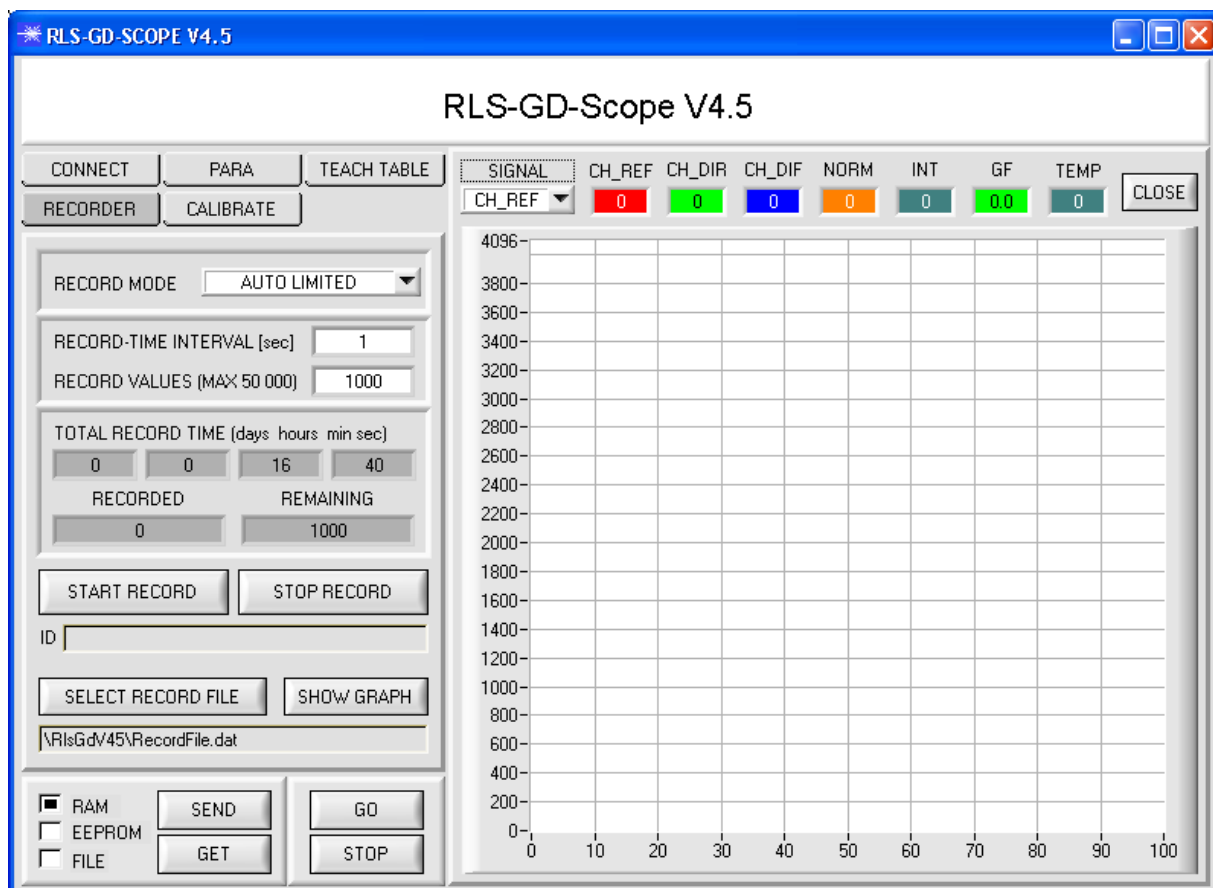 RLS-GD-SCOPE V4.5
RLS-GD-Scope V4.5
CONNECT PARA TEACH TABLE
RECORDER CALIBRATE
SIGNAL CH_REF CH_DIR CH_DIF NORM INT GF TEMP
CH_REF 0 0 0 0 0 0.0 0 CLOSE
RECORD MODE AUTO LIMITED
RECORD-TIME INTERVAL [sec] 1
RECORD VALUES (MAX 50 000) 1000
TOTAL RECORD TIME (days hours min sec)
0 0 16 40
RECORDED REMAINING
0 1000
START RECORD STOP RECORD
ID
SELECT RECORD FILE SHOW GRAPH
\RlsGdV45\RecordFile.dat
RAM SEND GO
EEPROM
FILE GET STOP
4096
3800
3600
3400
3200
3000
2800
2600
2400
2200
2000
1800
1600
1400
1200
1000
800
600
400
200
0
0 10 20 30 40 50 60 70 80 90 100